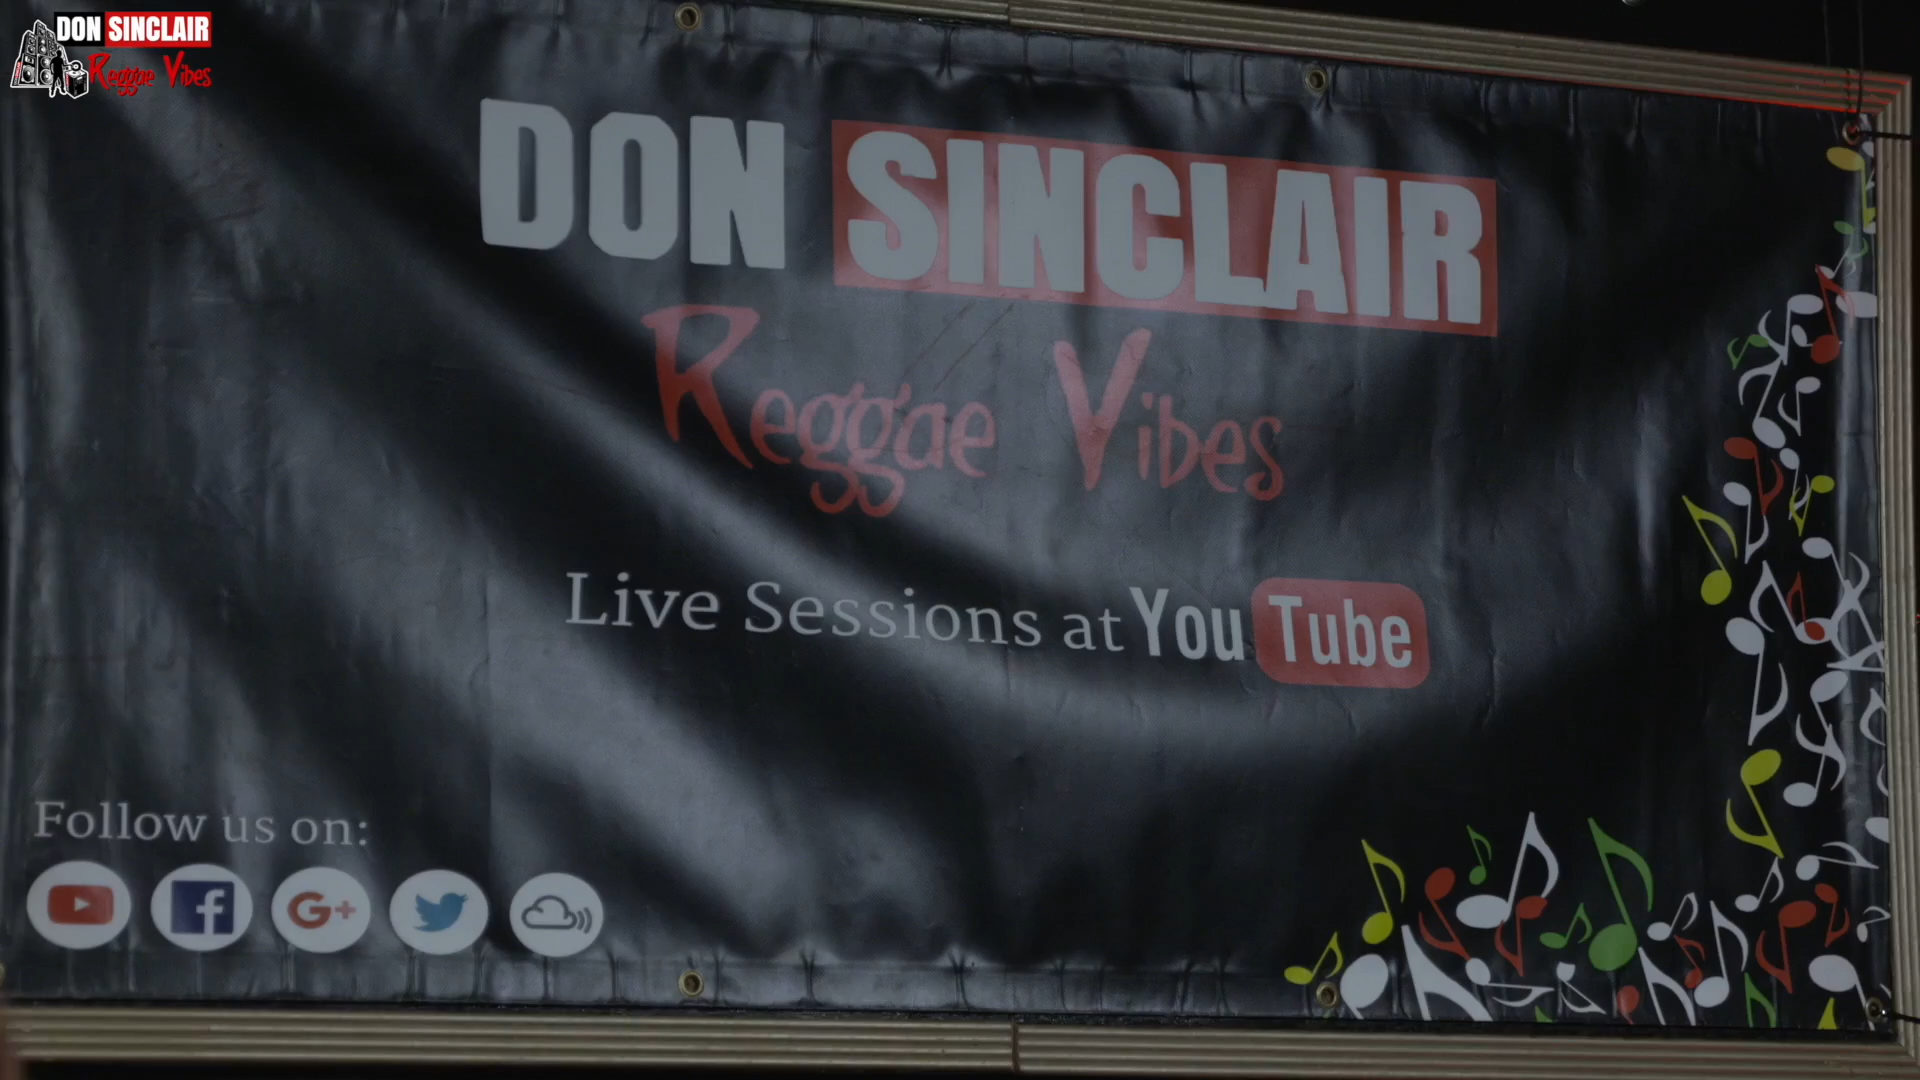 DON SINCLAIR
Reggae Vibes
DON SINCLAIR
Reggae Vibes
Live Sessions at YouTube
Follow us on:
G+